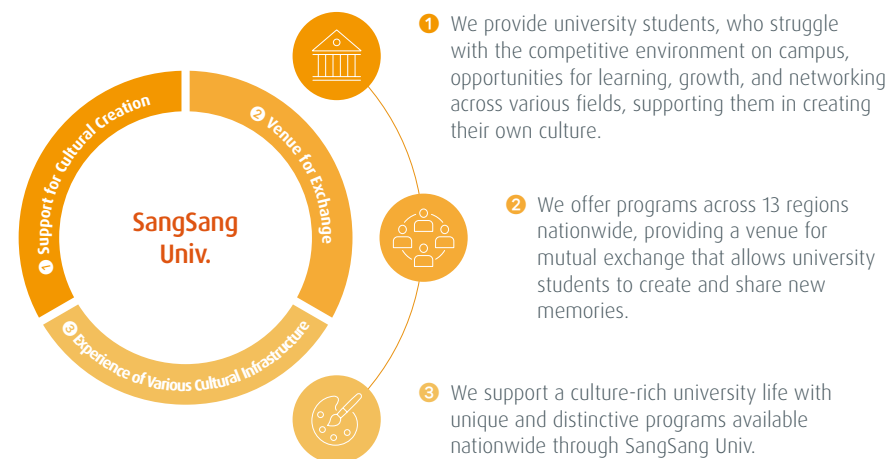 ❶ Support for Cultural Creation
❷ Venue for Exchange
❸ Experience of Various Cultural Infrastructure
SangSang
Univ.
❶ We provide university students, who struggle
with the competitive environment on campus,
opportunities for learning, growth, and networking
across various fields, supporting them in creating
their own culture.
❷ We offer programs across 13 regions
nationwide, providing a venue for
mutual exchange that allows university
students to create and share new
memories.
❸ We support a culture-rich university life with
unique and distinctive programs available
nationwide through SangSang Univ.